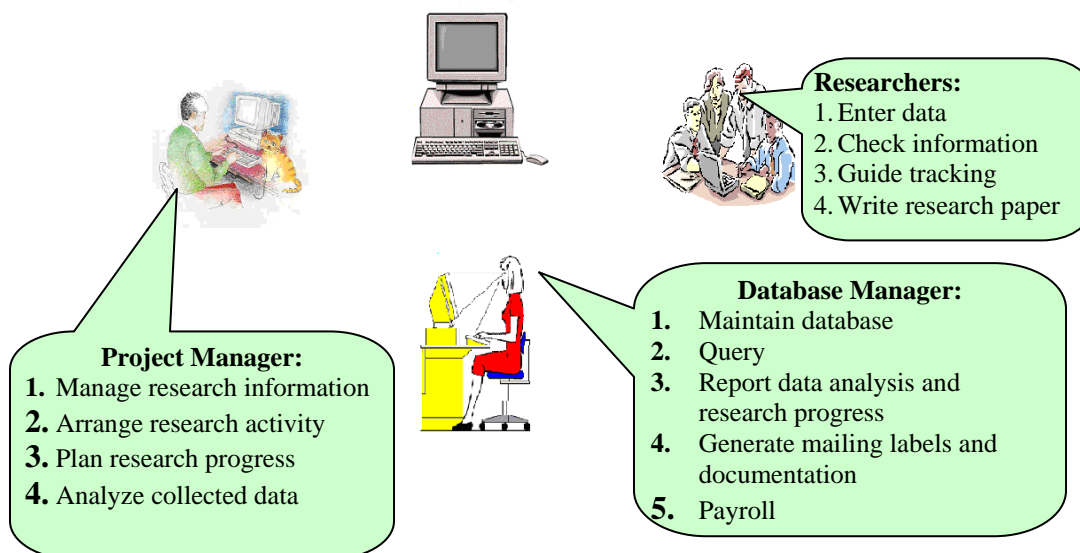 Researchers:
1. Enter data
2. Check information
3. Guide tracking
4. Write research paper
Project Manager:
1. Manage research information
2. Arrange research activity
3. Plan research progress
4. Analyze collected data
Database Manager:
1. Maintain database
2. Query
3. Report data analysis and
research progress
4. Generate mailing labels and
documentation
5. Payroll